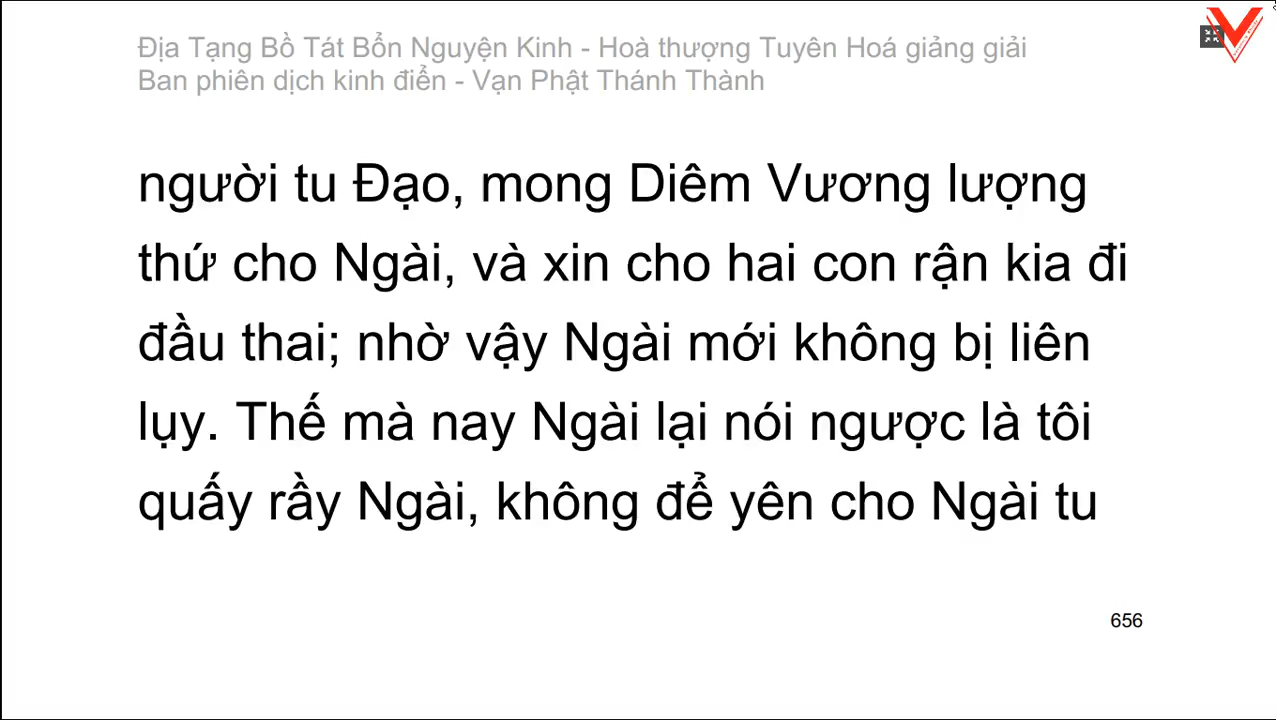 Địa Tạng Bồ Tát Bổn Nguyện Kinh - Hoà thượng Tuyên Hoá giảng giải
Ban phiên dịch kinh điển - Vạn Phật Thánh Thành
người tu Đạo, mong Diêm Vương lượng
thứ cho Ngài, và xin cho hai con rận kia đi
đầu thai; nhờ vậy Ngài mới không bị liên
lụy. Thế mà nay Ngài lại nói ngược là tôi
quấy rầy Ngài, không để yên cho Ngài tu
656